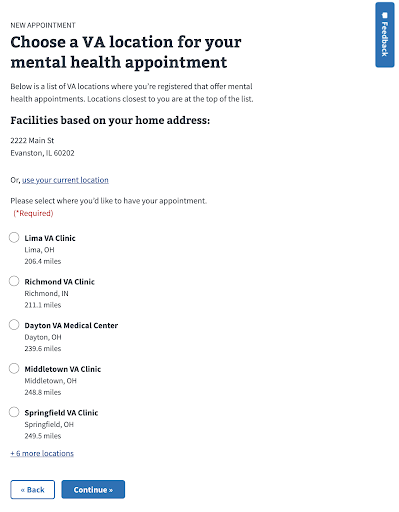 Feedback
NEW APPOINTMENT
Choose a VA location for your
mental health appointment
Below is a list of VA locations where you're registered that offer mental
health appointments. Locations closest to you are at the top of the list.
Facilities based on your home address:
2222 Main St
Evanston, IL 60202
Or, use your current location
Please select where you'd like to have your appointment.
(*Required)
Lima VA Clinic
Lima, OH
206.4 miles
Richmond VA Clinic
Richmond, IN
211.1 miles
Dayton VA Medical Center
Dayton, OH
239.6 miles
Middletown VA Clinic
Middletown, OH
248.8 miles
Springfield VA Clinic
Springfield, OH
249.5 miles
+ 6 more locations
« Back
Continue »